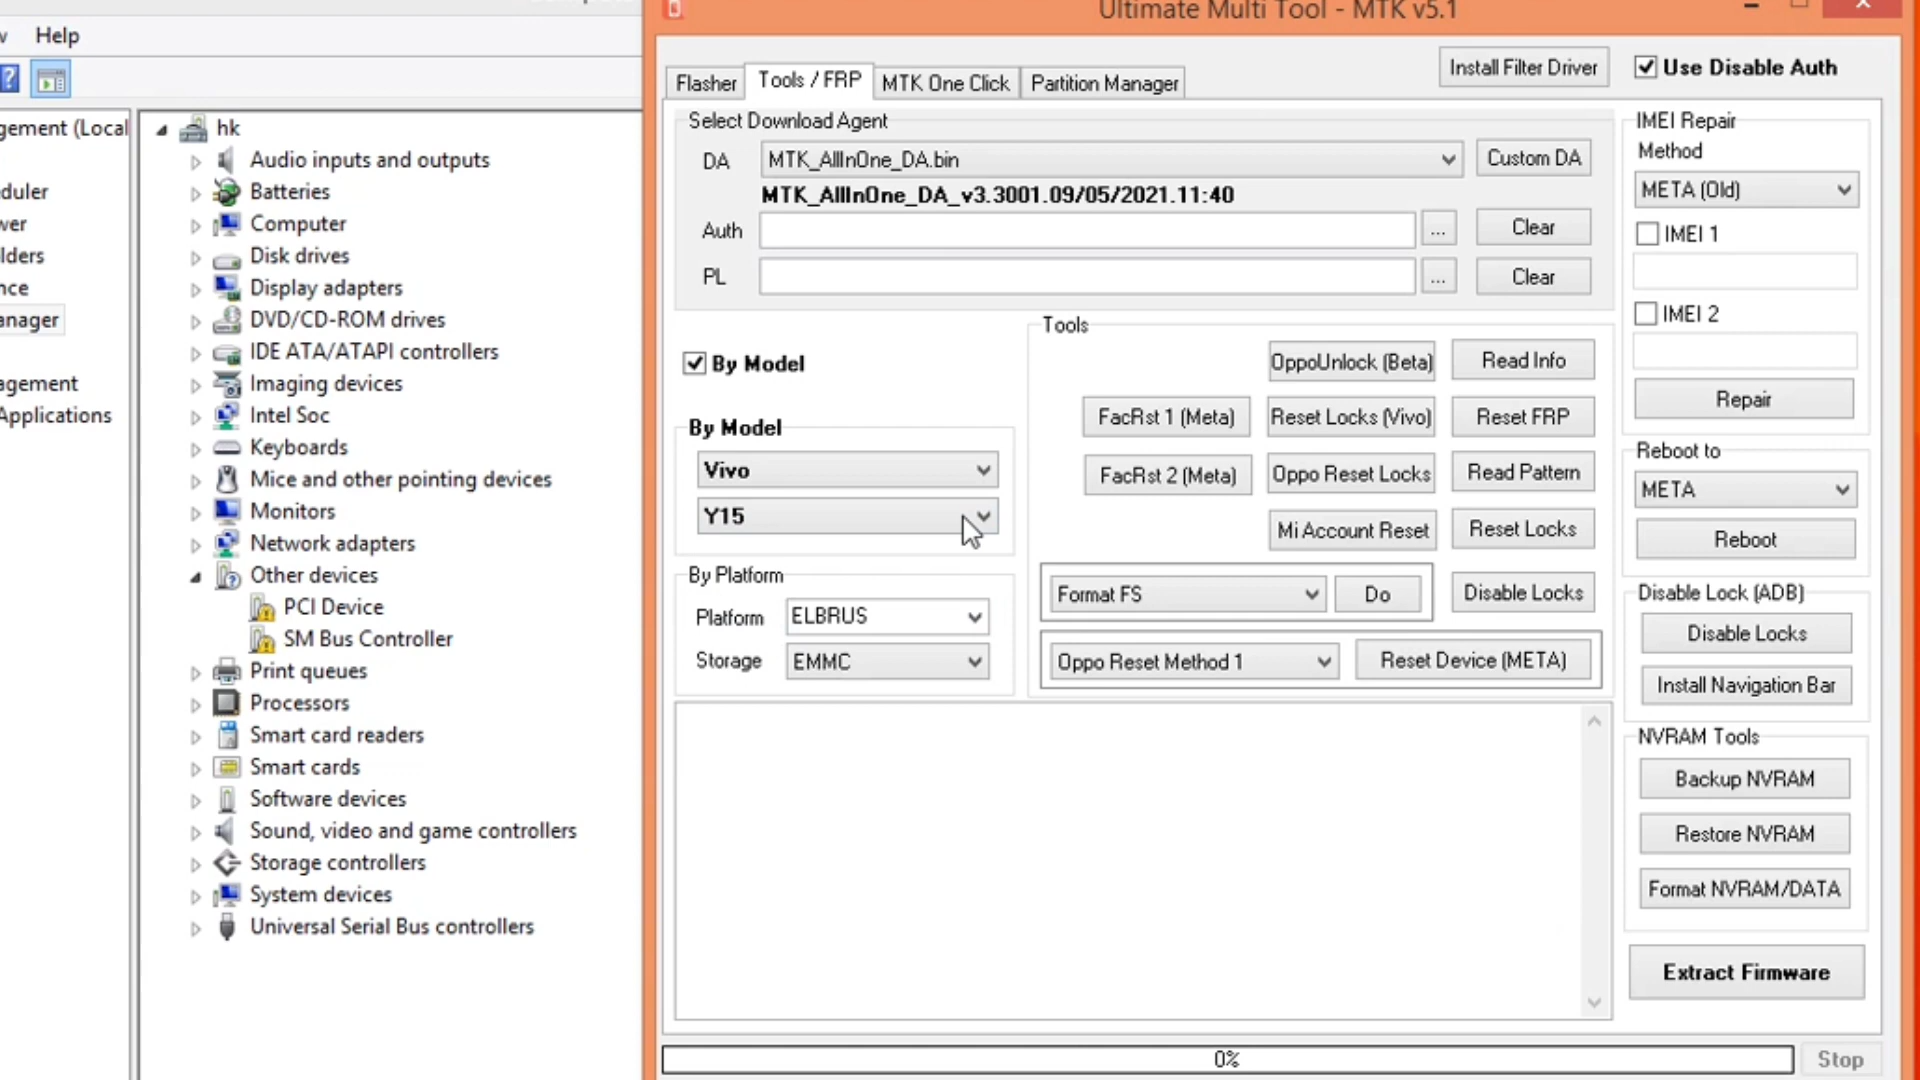 Ultimate Multi Tool - MTK v5.1
Help
gement (Local
duler
wer
lders
nce
anager
agement
Applications
hk
Audio inputs and outputs
Batteries
Computer
Disk drives
Display adapters
DVD/CD-ROM drives
IDE ATA/ATAPI controllers
Imaging devices
Intel Soc
Keyboards
Mice and other pointing devices
Monitors
Network adapters
Other devices
PCI Device
SM Bus Controller
Print queues
Processors
Smart card readers
Smart cards
Software devices
Sound, video and game controllers
Storage controllers
System devices
Universal Serial Bus controllers
Flasher
Tools / FRP
MTK One Click
Partition Manager
Install Filter Driver
Use Disable Auth
Select Download Agent
DA
MTK_AllInOne_DA.bin
Custom DA
MTK_AllInOne_DA_v3.3001.09/05/2021.11:40
Auth
...
Clear
PL
...
Clear
By Model
By Model
Vivo
Y15
By Platform
Platform
ELBRUS
Storage
EMMC
Tools
OppoUnlock (Beta)
Read Info
FacRst 1 (Meta)
Reset Locks (Vivo)
Reset FRP
FacRst 2 (Meta)
Oppo Reset Locks
Read Pattern
Mi Account Reset
Reset Locks
Format FS
Do
Disable Locks
Oppo Reset Method 1
Reset Device (META)
IMEI Repair
Method
META (Old)
IMEI 1
IMEI 2
Repair
Reboot to
META
Reboot
Disable Lock (ADB)
Disable Locks
Install Navigation Bar
NVRAM Tools
Backup NVRAM
Restore NVRAM
Format NVRAM/DATA
Extract Firmware
0%
Stop